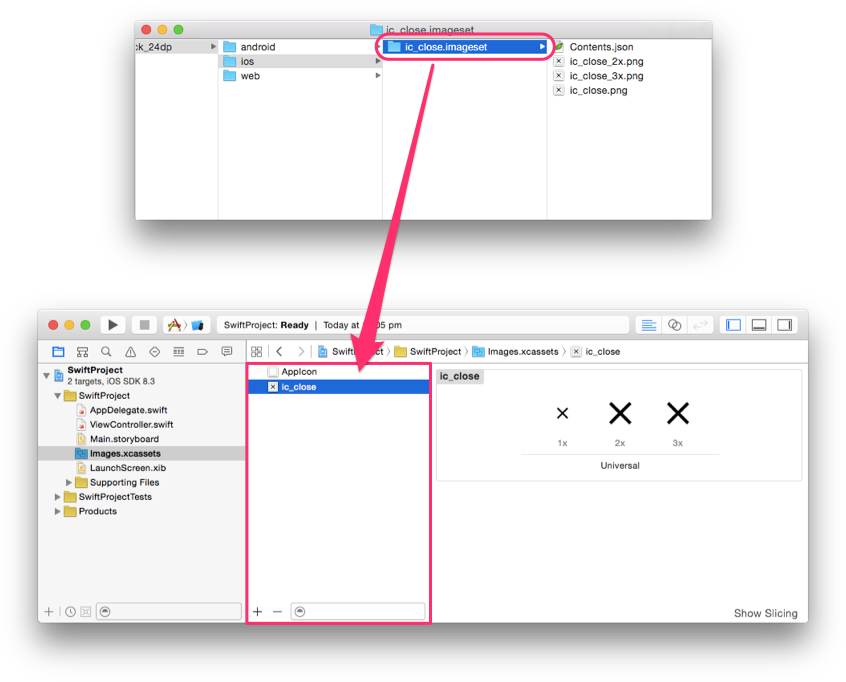 ic_close.imageset
ck_24dp
android
ios
web
ic_close.imageset
Contents.json
ic_close_2x.png
ic_close_3x.png
ic_close.png
SwiftProject: Ready | Today at 05 pm
SwiftProject
2 targets, iOS SDK 8.3
SwiftProject
AppDelegate.swift
ViewController.swift
Main.storyboard
Images.xcassets
LaunchScreen.xib
Supporting Files
SwiftProjectTests
Products
SwiftProject SwiftProject Images.xcassets ic_close
AppIcon
ic_close
ic_close
1x 2x 3x
Universal
Show Slicing